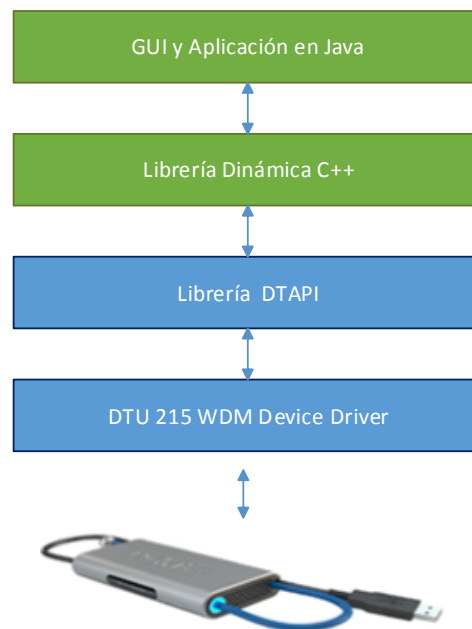 GUI y Aplicación en Java
Librería Dinámica C++
Librería DTAPI
DTU 215 WDM Device Driver